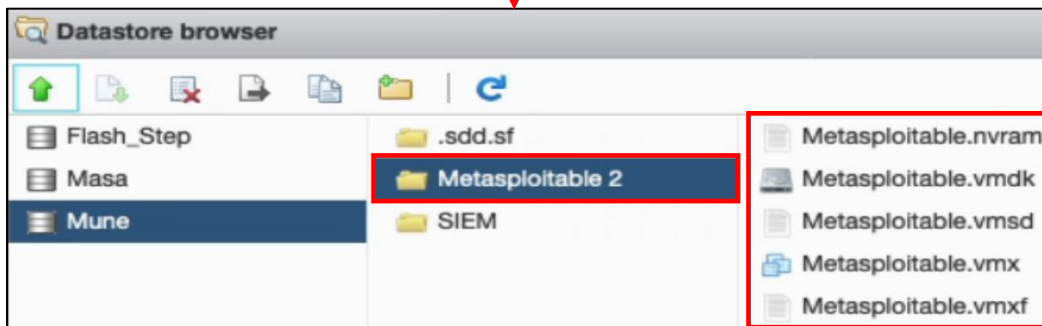 Datastore browser
Flash_Step
Masa
Mune
.sdd.sf
Metasploitable 2
SIEM
Metasploitable.nvram
Metasploitable.vmdk
Metasploitable.vmsd
Metasploitable.vmx
Metasploitable.vmxf